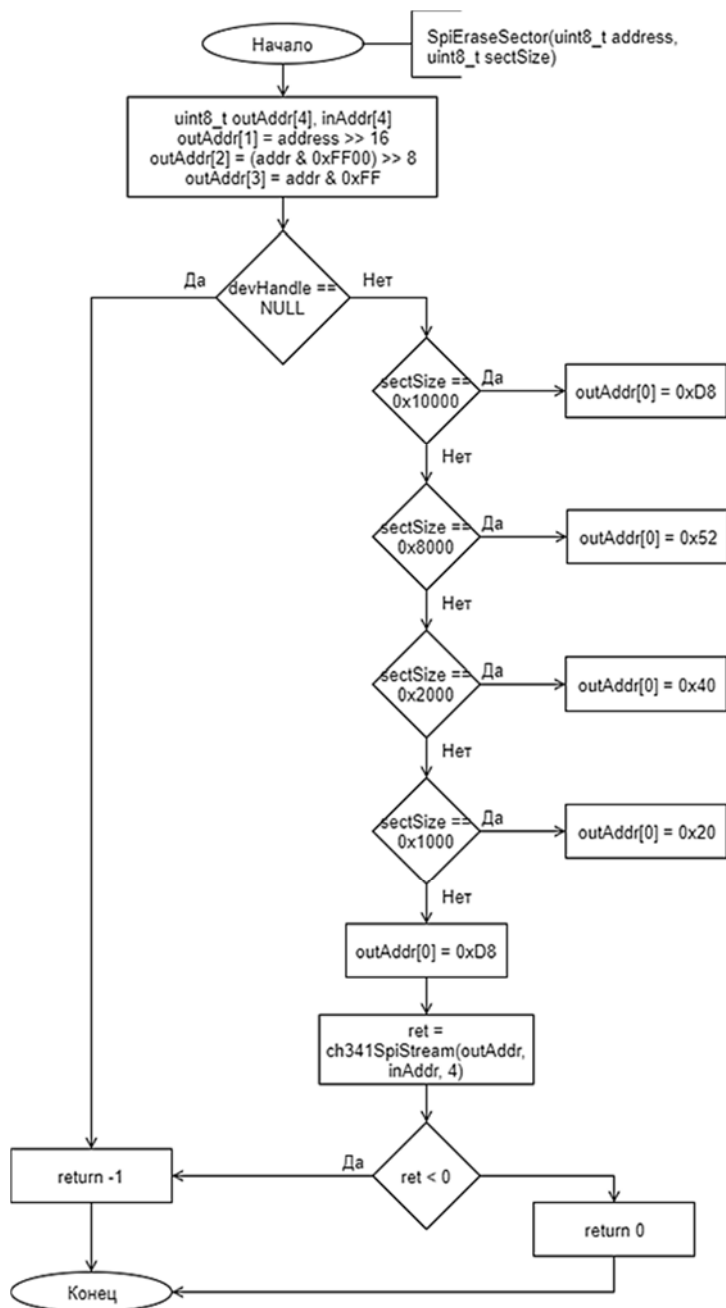 Начало
SpiEraseSector(uint8_t address,
uint8_t sectSize)
uint8_t outAddr[4], inAddr[4]
outAddr[1] = address >> 16
outAddr[2] = (addr & 0xFF00) >> 8
outAddr[3] = addr & 0xFF
Да
devHandle ==
NULL
Нет
sectSize ==
0x10000
Да
outAddr[0] = 0xD8
Нет
sectSize ==
0x8000
Да
outAddr[0] = 0x52
Нет
sectSize ==
0x2000
Да
outAddr[0] = 0x40
Нет
sectSize ==
0x1000
Да
outAddr[0] = 0x20
Нет
outAddr[0] = 0xD8
ret =
ch341SpiStream(outAddr,
inAddr, 4)
return -1
Да
ret < 0
return 0
Конец